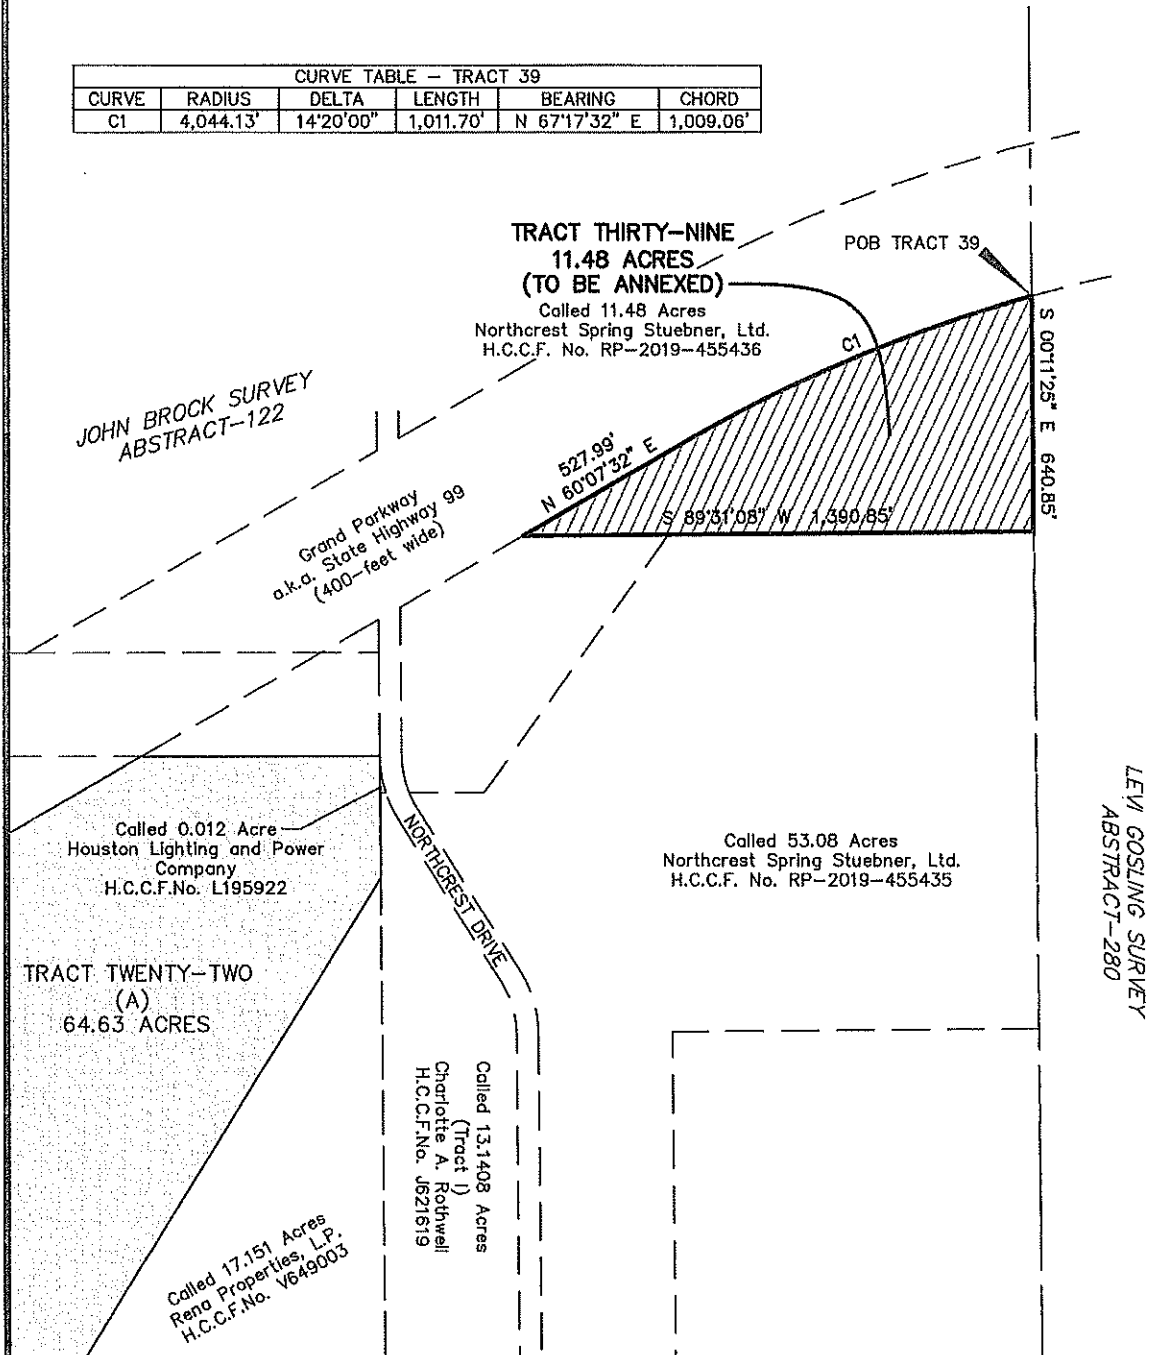 CURVE TABLE – TRACT 39
CURVE RADIUS DELTA LENGTH BEARING CHORD
C1 4,044.13' 14°20'00" 1,011.70' N 67°17'32" E 1,009.06'
TRACT THIRTY–NINE
11.48 ACRES
(TO BE ANNEXED)
Called 11.48 Acres
Northcrest Spring Stuebner, Ltd.
H.C.C.F. No. RP–2019–455436
POB TRACT 39
C1
S 00°11'25" E 640.85'
JOHN BROCK SURVEY
ABSTRACT–122
527.99'
N 60°07'32" E
S 89°31'08" W 1,390.85'
Grand Parkway
a.k.a. State Highway 99
(400–feet wide)
Called 0.012 Acre
Houston Lighting and Power
Company
H.C.C.F.No. L195922
NORTHCREST DRIVE
Called 53.08 Acres
Northcrest Spring Stuebner, Ltd.
H.C.C.F. No. RP–2019–455435
LEVI GOSLING SURVEY
ABSTRACT–280
TRACT TWENTY–TWO
(A)
64.63 ACRES
Called 13.1408 Acres
(Tract I)
Charlotte A. Rothwell
H.C.C.F.No. J621619
Called 17.151 Acres
Rena Properties, L.P.
H.C.C.F.No. V649003